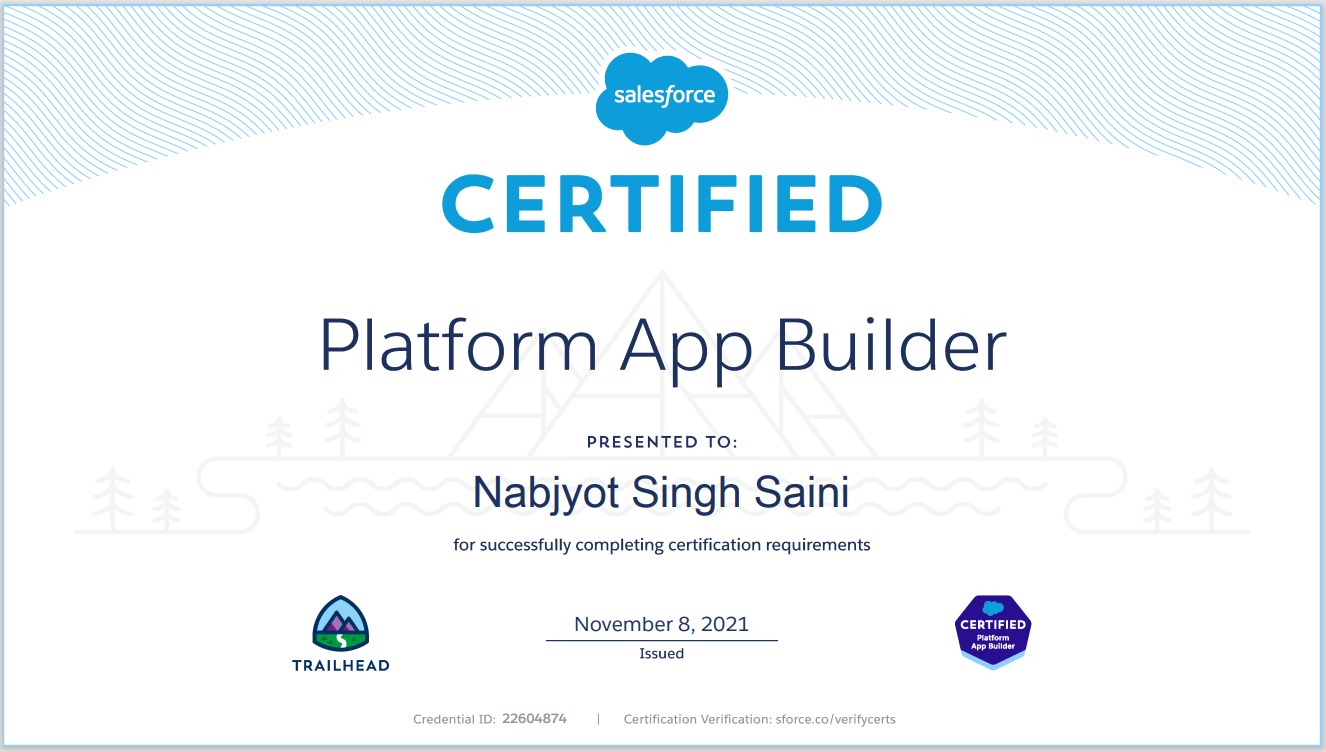 salesforce
CERTIFIED
Platform App Builder
PRESENTED TO:
Nabjyot Singh Saini
for successfully completing certification requirements
TRAILHEAD
November 8, 2021
Issued
CERTIFIED
Platform
App Builder
Credential ID: 22604874 | Certification Verification: sforce.co/verifycerts